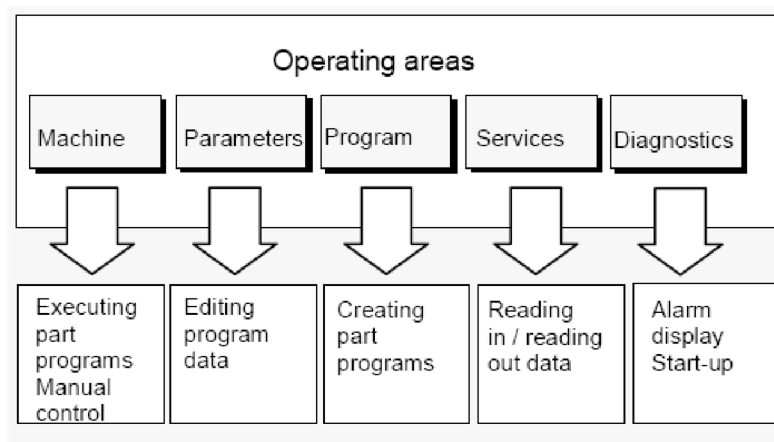 Operating areas
Machine
Parameters
Program
Services
Diagnostics
Executing
part
programs
Manual
control
Editing
program
data
Creating
part
programs
Reading
in / reading
out data
Alarm
display
Start-up